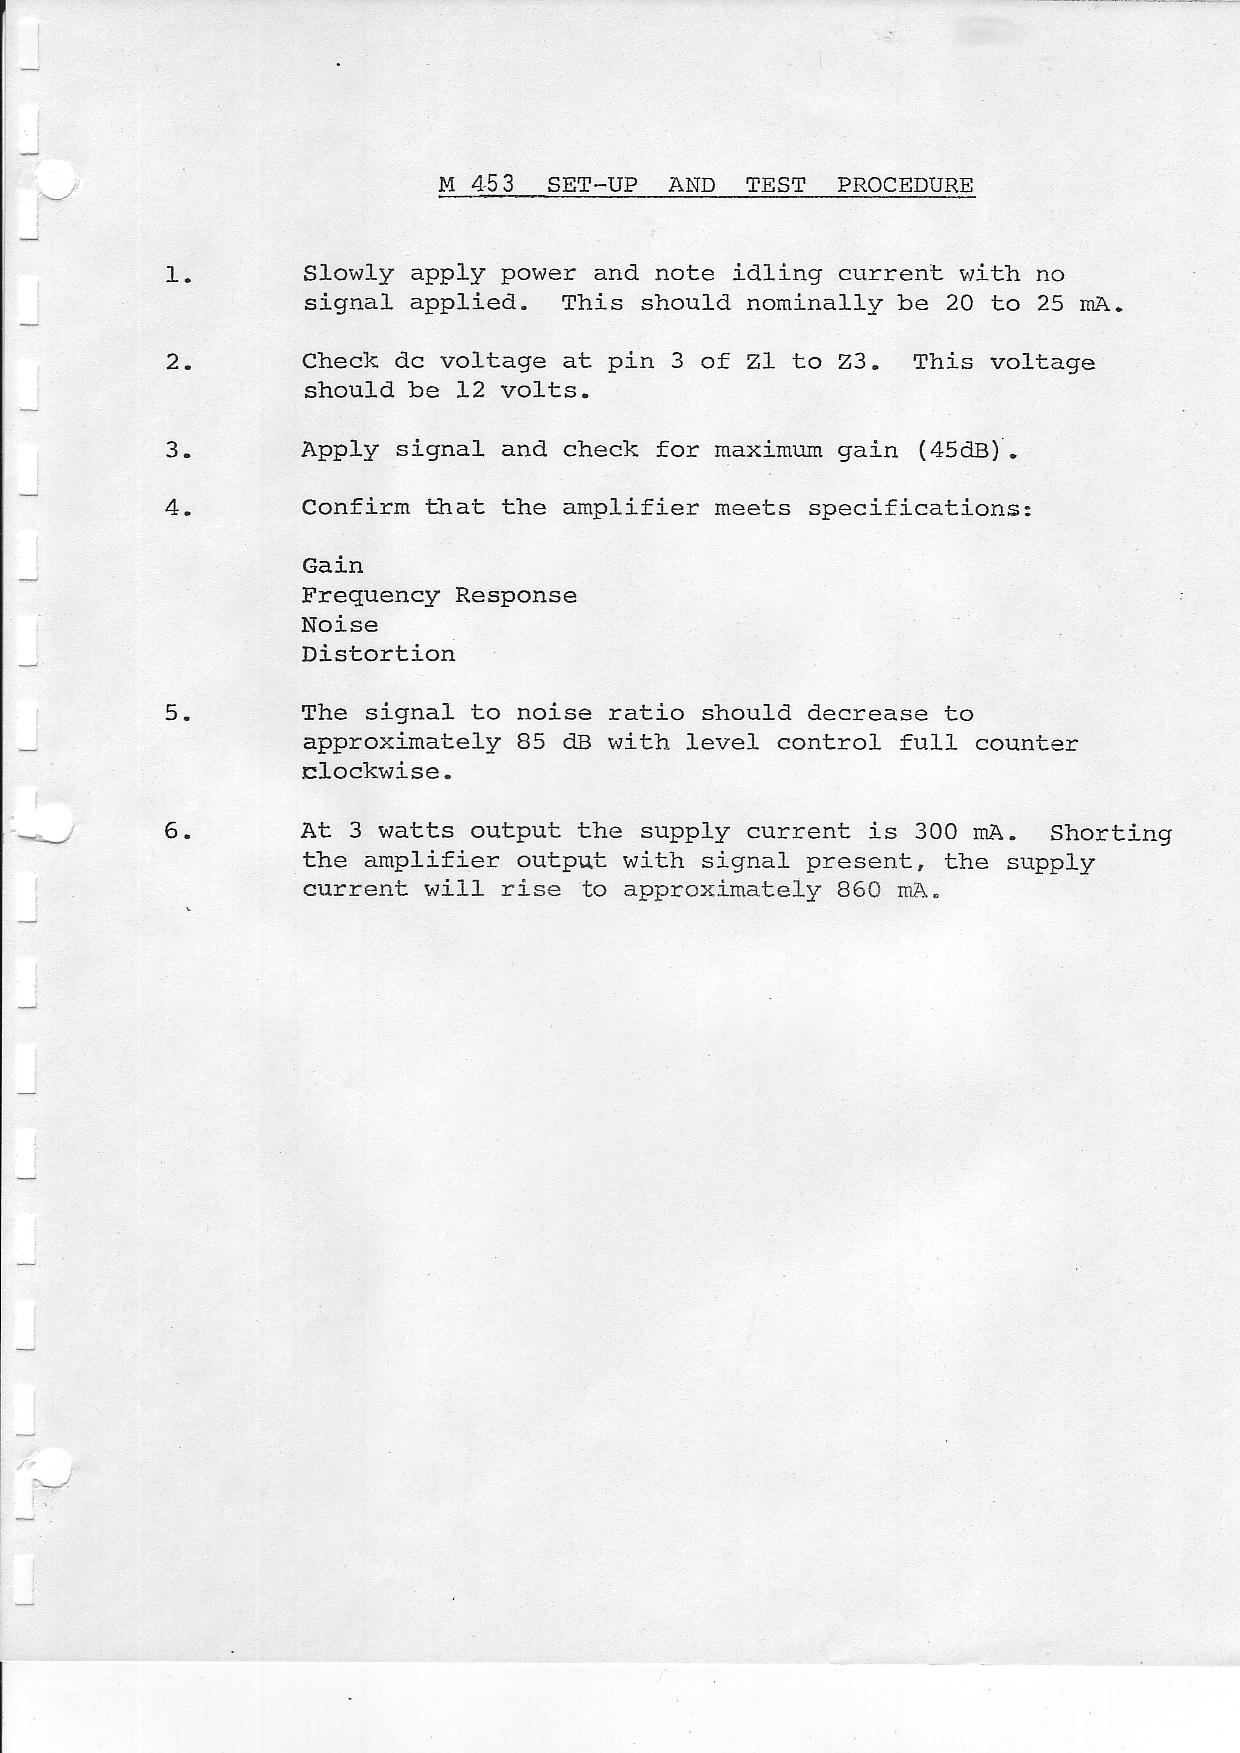 M 453 SET-UP AND TEST PROCEDURE
1. Slowly apply power and note idling current with no
signal applied. This should nominally be 20 to 25 mA.
2. Check dc voltage at pin 3 of Z1 to Z3. This voltage
should be 12 volts.
3. Apply signal and check for maximum gain (45dB).
4. Confirm that the amplifier meets specifications:
Gain
Frequency Response
Noise
Distortion
5. The signal to noise ratio should decrease to
approximately 85 dB with level control full counter
clockwise.
6. At 3 watts output the supply current is 300 mA. Shorting
the amplifier output with signal present, the supply
current will rise to approximately 860 mA.